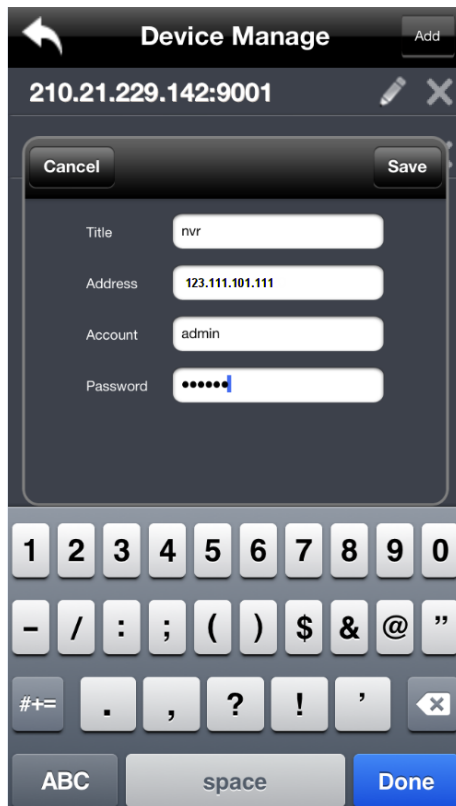 Device Manage
Add
210.21.229.142:9001
Cancel
Save
Title nvr
Address 123.111.101.111
Account admin
Password ••••••
1 2 3 4 5 6 7 8 9 0
- / : ; ( ) $ & @ ”
#+= . , ? ! ’
ABC space Done